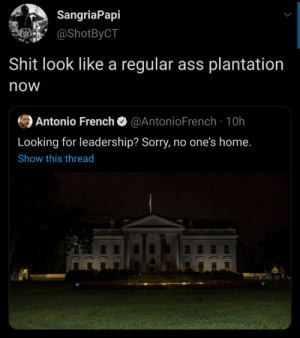 SangriaPapi
@ShotByCT
Shit look like a regular ass plantation
now
Antonio French @AntonioFrench · 10h
Looking for leadership? Sorry, no one's home.
Show this thread